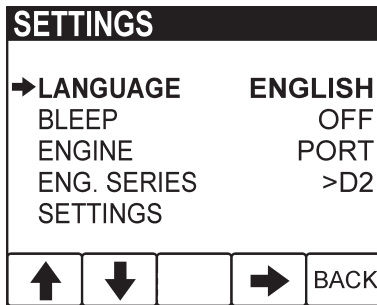 SETTINGS
LANGUAGE ENGLISH
BLEEP OFF
ENGINE PORT
ENG. SERIES >D2
SETTINGS
BACK